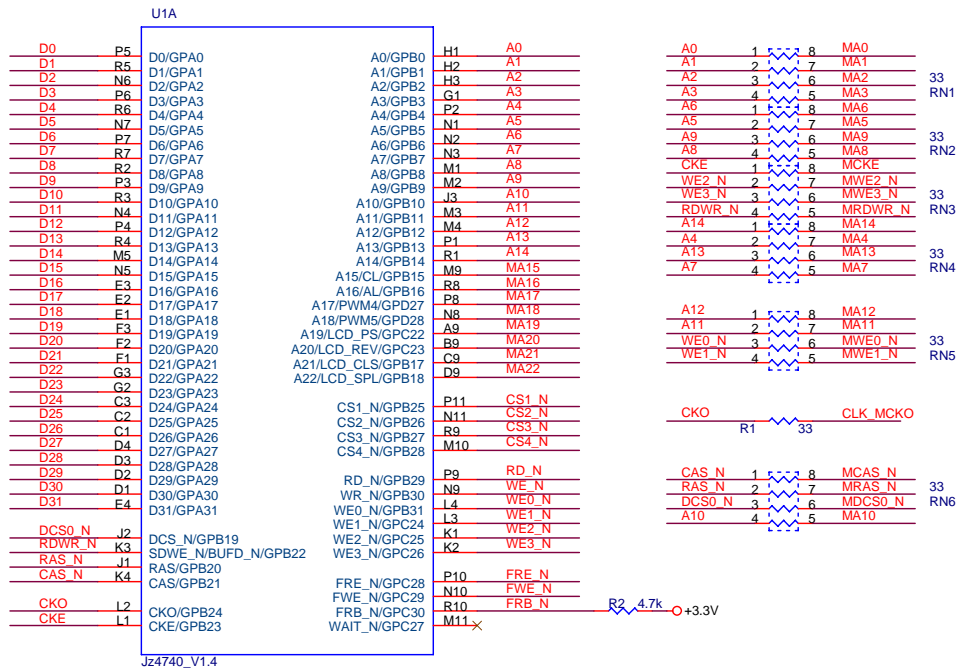 U1A
D0 P5 D0/GPA0 A0/GPB0 H1 A0
D1 R5 D1/GPA1 A1/GPB1 H2 A1
D2 N6 D2/GPA2 A2/GPB2 H3 A2
D3 P6 D3/GPA3 A3/GPB3 G1 A3
D4 R6 D4/GPA4 A4/GPB4 P2 A4
D5 N7 D5/GPA5 A5/GPB5 N1 A5
D6 P7 D6/GPA6 A6/GPB6 N2 A6
D7 R7 D7/GPA7 A7/GPB7 N3 A7
D8 R2 D8/GPA8 A8/GPB8 M1 A8
D9 P3 D9/GPA9 A9/GPB9 M2 A9
D10 R3 D10/GPA10 A10/GPB10 J3 A10
D11 N4 D11/GPA11 A11/GPB11 M3 A11
D12 P4 D12/GPA12 A12/GPB12 M4 A12
D13 R4 D13/GPA13 A13/GPB13 P1 A13
D14 M5 D14/GPA14 A14/GPB14 R1 A14
D15 N5 D15/GPA15 A15/CL/GPB15 M9 MA15
D16 E3 D16/GPA16 A16/AL/GPB16 R8 MA16
D17 E2 D17/GPA17 A17/PWM4/GPD27 P8 MA17
D18 E1 D18/GPA18 A18/PWM5/GPD28 N8 MA18
D19 F3 D19/GPA19 A19/LCD_PS/GPC22 A9 MA19
D20 F2 D20/GPA20 A20/LCD_REV/GPC23 B9 MA20
D21 F1 D21/GPA21 A21/LCD_CLS/GPB17 C9 MA21
D22 G3 D22/GPA22 A22/LCD_SPL/GPB18 D9 MA22
D23 G2 D23/GPA23
D24 C3 D24/GPA24 CS1_N/GPB25 P11 CS1_N
D25 C2 D25/GPA25 CS2_N/GPB26 N11 CS2_N
D26 C1 D26/GPA26 CS3_N/GPB27 R9 CS3_N
D27 D4 D27/GPA27 CS4_N/GPB28 M10 CS4_N
D28 D3 D28/GPA28
D29 D2 D29/GPA29 RD_N/GPB29 P9 RD_N
D30 D1 D30/GPA30 WR_N/GPB30 N9 WE_N
D31 E4 D31/GPA31 WE0_N/GPB31 L4 WE0_N
WE1_N/GPC24 L3 WE1_N
DCS0_N J2 DCS_N/GPB19 WE2_N/GPC25 K1 WE2_N
RDWR_N K3 SDWE_N/BUFD_N/GPB22 WE3_N/GPC26 K2 WE3_N
RAS_N J1 RAS/GPB20
CAS_N K4 CAS/GPB21 FRE_N/GPC28 P10 FRE_N
FWE_N/GPC29 N10 FWE_N
CKO L2 CKO/GPB24 FRB_N/GPC30 R10 FRB_N R2 4.7k +3.3V
CKE L1 CKE/GPB23 WAIT_N/GPC27 M11
Jz4740_V1.4
A0 1 8 MA0
A1 2 7 MA1
A2 3 6 MA2 33
A3 4 5 MA3 RN1
A6 1 8 MA6
A5 2 7 MA5
A9 3 6 MA9 33
A8 4 5 MA8 RN2
CKE 1 8 MCKE
WE2_N 2 7 MWE2_N
WE3_N 3 6 MWE3_N 33
RDWR_N 4 5 MRDWR_N RN3
A14 1 8 MA14
A4 2 7 MA4
A13 3 6 MA13 33
A7 4 5 MA7 RN4
A12 1 8 MA12
A11 2 7 MA11
WE0_N 3 6 MWE0_N 33
WE1_N 4 5 MWE1_N RN5
CKO R1 33 CLK_MCKO
CAS_N 1 8 MCAS_N
RAS_N 2 7 MRAS_N 33
DCS0_N 3 6 MDCS0_N RN6
A10 4 5 MA10